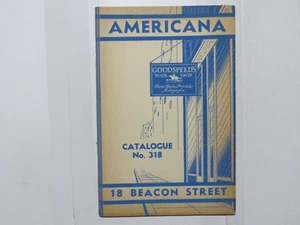 AMERICANA
GOODSPEED'S
BOOK SHOP
CATALOGUE
No. 318
18 BEACON STREET